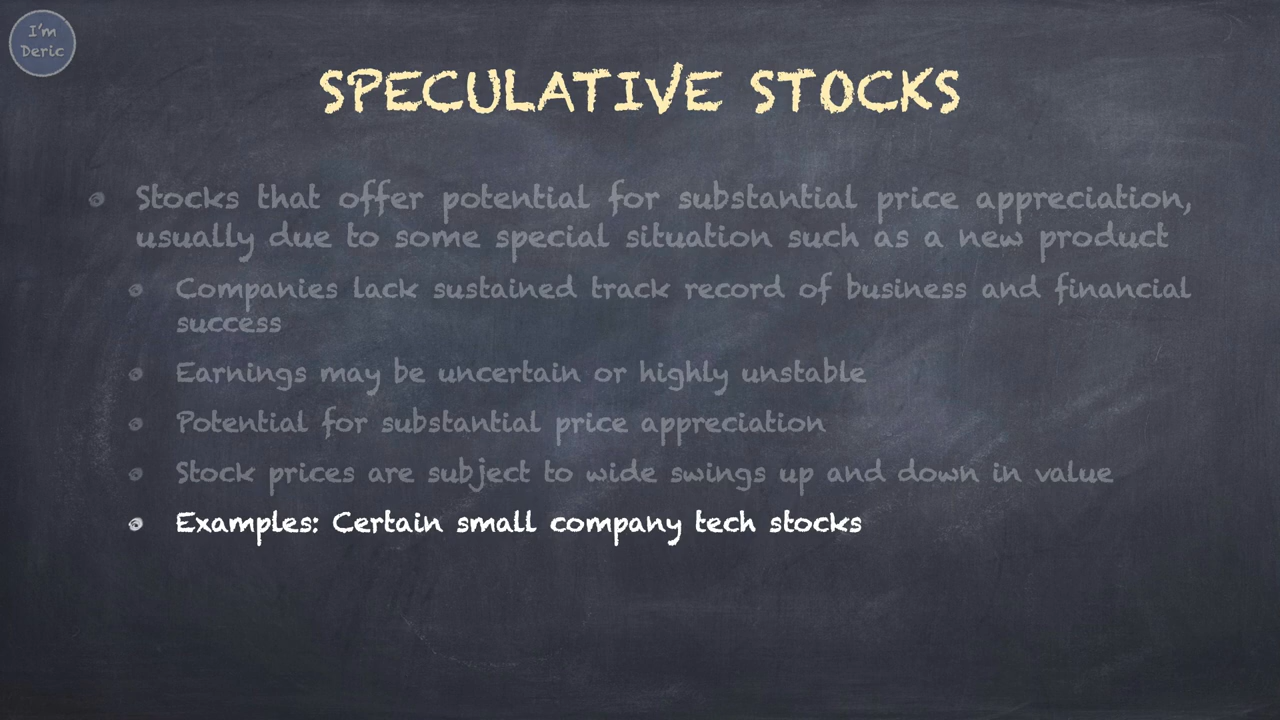 I'm
Deric
SPECULATIVE STOCKS
Stocks that offer potential for substantial price appreciation,
usually due to some special situation such as a new product
Companies lack sustained track record of business and financial
success
Earnings may be uncertain or highly unstable
Potential for substantial price appreciation
Stock prices are subject to wide swings up and down in value
Examples: Certain small company tech stocks